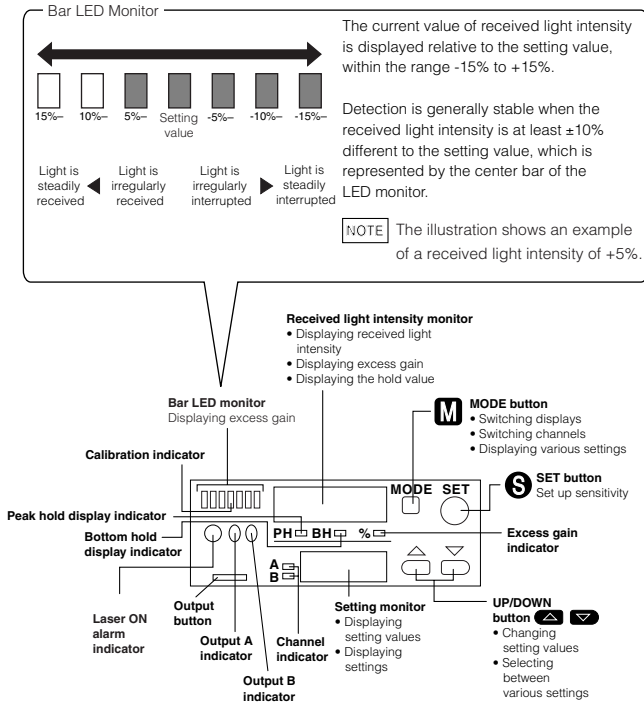 Bar LED Monitor
15%–
10%–
5%–
Setting
value
-5%–
-10%–
-15%–
Light is
steadily
received
Light is
irregularly
received
Light is
irregularly
interrupted
Light is
steadily
interrupted
The current value of received light intensity
is displayed relative to the setting value,
within the range -15% to +15%.
Detection is generally stable when the
received light intensity is at least ±10%
different to the setting value, which is
represented by the center bar of the
LED monitor.
NOTE The illustration shows an example
of a received light intensity of +5%.
Received light intensity monitor
• Displaying received light
intensity
• Displaying excess gain
• Displaying the hold value
Bar LED monitor
Displaying excess gain
M MODE button
• Switching displays
• Switching channels
• Displaying various settings
Calibration indicator
S SET button
Set up sensitivity
MODE SET
Peak hold display indicator
Bottom hold
display indicator
PH BH %
Excess gain
indicator
A
B
Laser ON
alarm
indicator
Output
button
Output A
indicator
Output B
indicator
Channel
indicator
Setting monitor
• Displaying
setting values
• Displaying
settings
UP/DOWN
button
• Changing
setting values
• Selecting
between
various settings